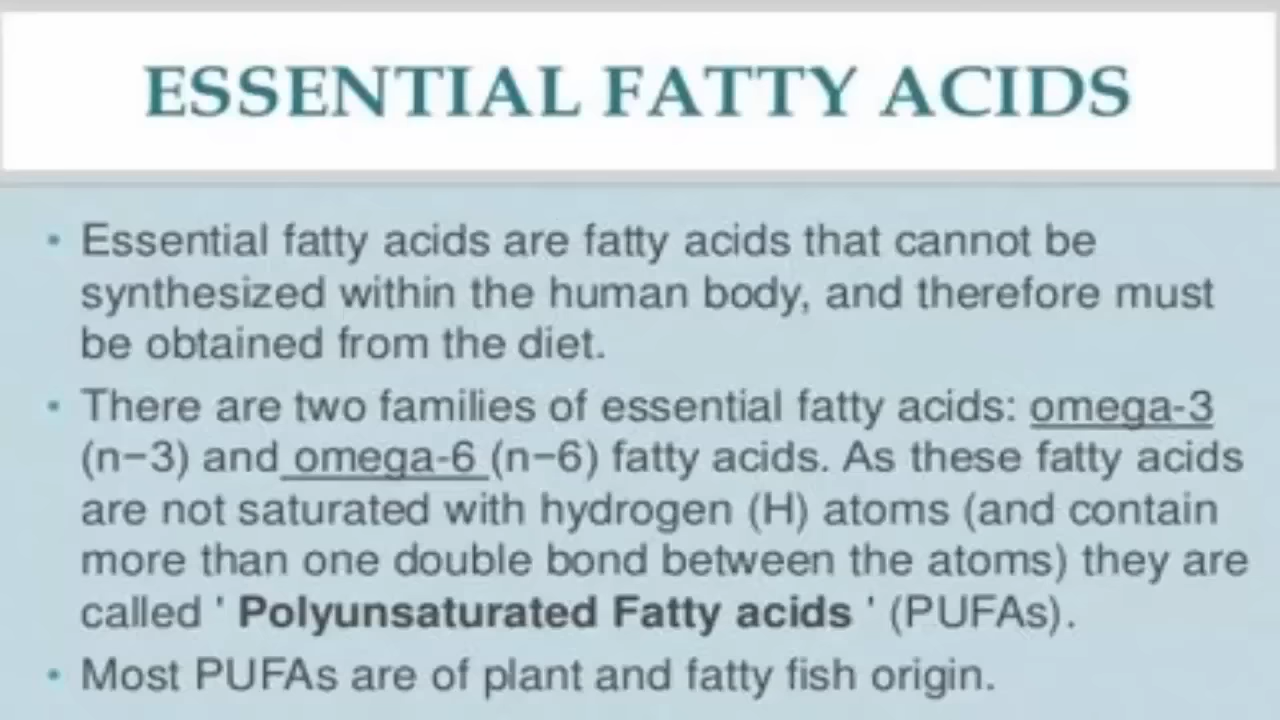 ESSENTIAL FATTY ACIDS
• Essential fatty acids are fatty acids that cannot be
synthesized within the human body, and therefore must
be obtained from the diet.
• There are two families of essential fatty acids: omega-3
(n−3) and omega-6 (n−6) fatty acids. As these fatty acids
are not saturated with hydrogen (H) atoms (and contain
more than one double bond between the atoms) they are
called ' Polyunsaturated Fatty acids ' (PUFAs).
• Most PUFAs are of plant and fatty fish origin.